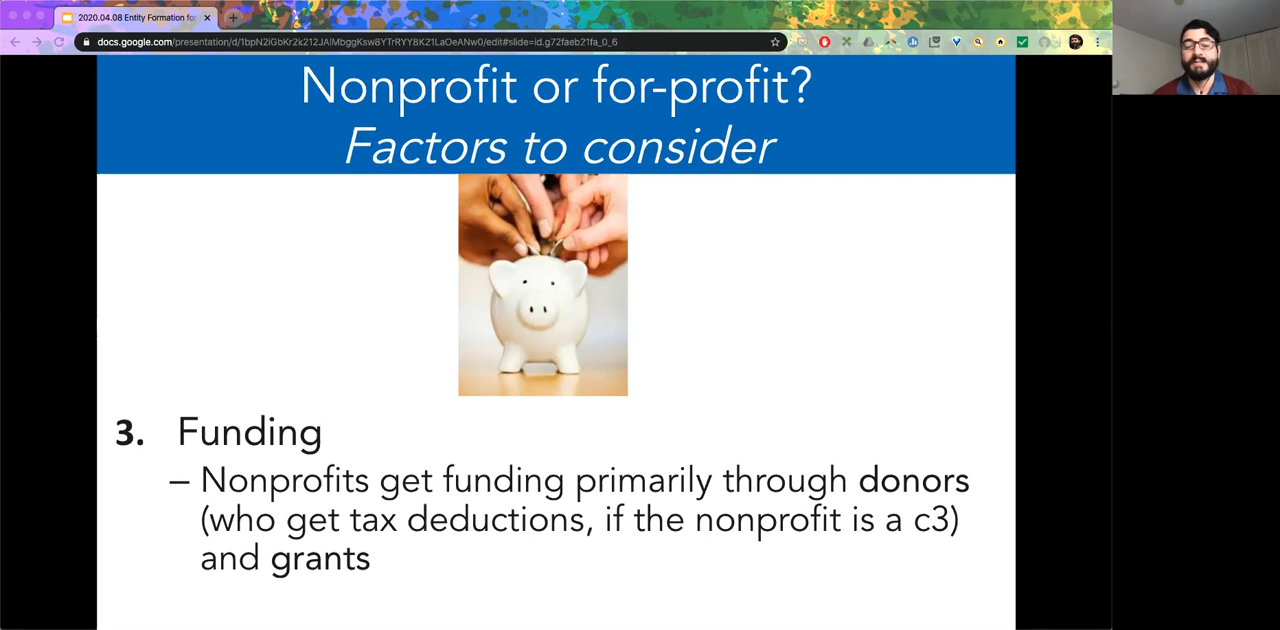 2020.04.08 Entity Formation for
docs.google.com/presentation/d/1bpN2iGbKr2k212JAlMbggKsw8YTrRYY8K21LaOeANw0/edit#slide=id.g72faeb21fa_0_6
Nonprofit or for-profit?
Factors to consider
3. Funding
– Nonprofits get funding primarily through donors
(who get tax deductions, if the nonprofit is a c3)
and grants